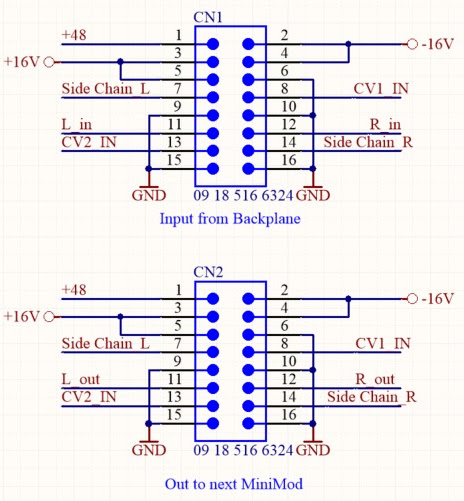 CN1
+48 1 2 -16V
+16V 3 4
5 6
Side Chain_L 7 8 CV1_IN
9 10
L_in 11 12 R_in
CV2_IN 13 14 Side Chain_R
15 16
GND 09 18 516 6324 GND
Input from Backplane
CN2
+48 1 2 -16V
+16V 3 4
5 6
Side Chain_L 7 8 CV1_IN
9 10
L_out 11 12 R_out
CV2_IN 13 14 Side Chain_R
15 16
GND 09 18 516 6324 GND
Out to next MiniMod